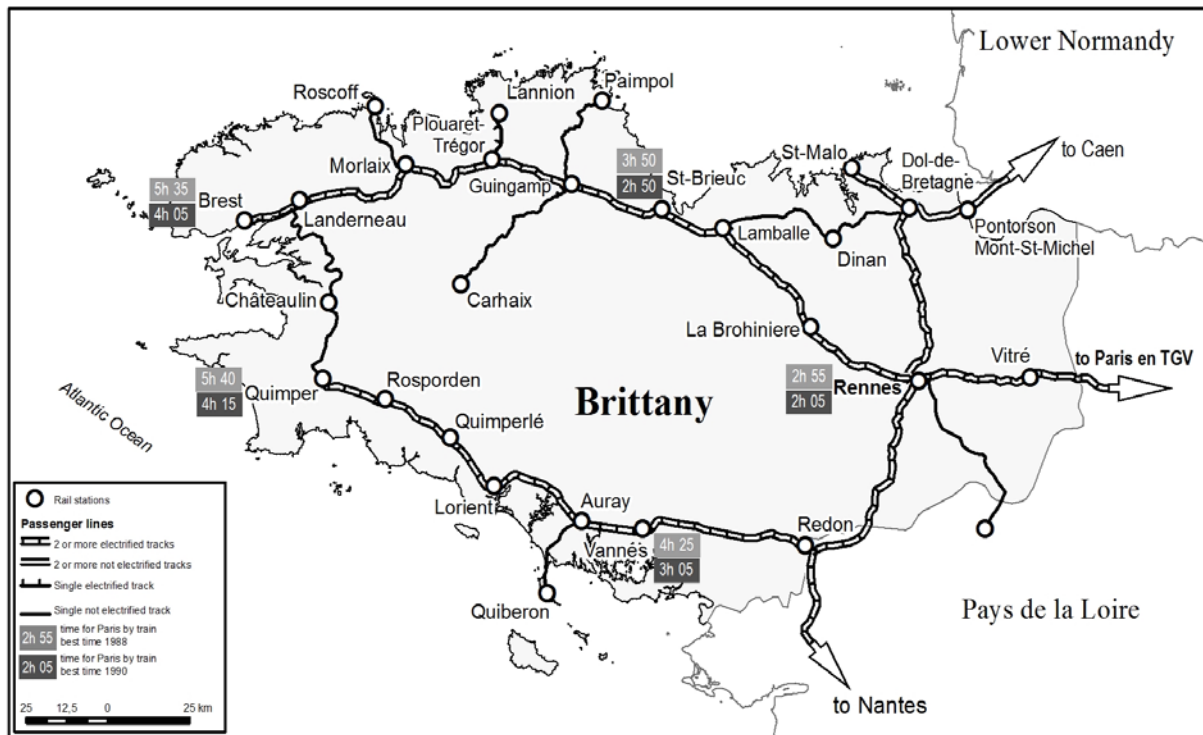 Lower Normandy
Roscoff
Lannion
Paimpol
Plouaret-
Trégor
Morlaix
Guingamp
3h 50
2h 50
St-Brieuc
St-Malo
Dol-de-
Bretagne
to Caen
5h 35
4h 05
Brest
Landerneau
Lamballe
Dinan
Pontorson
Mont-St-Michel
Châteaulin
Carhaix
La Brohiniere
Vitré
to Paris en TGV
5h 40
4h 15
Quimper
Rosporden
Brittany
2h 55
2h 05
Rennes
Atlantic Ocean
Quimperlé
Lorient
Auray
Vannes
4h 25
3h 05
Redon
Quiberon
Pays de la Loire
to Nantes
Rail stations
Passenger lines
2 or more electrified tracks
2 or more not electrified tracks
Single electrified track
Single not electrified track
2h 55
time for Paris by train
best time 1988
2h 05
time for Paris by train
best time 1990
25 12,5 0 25 km